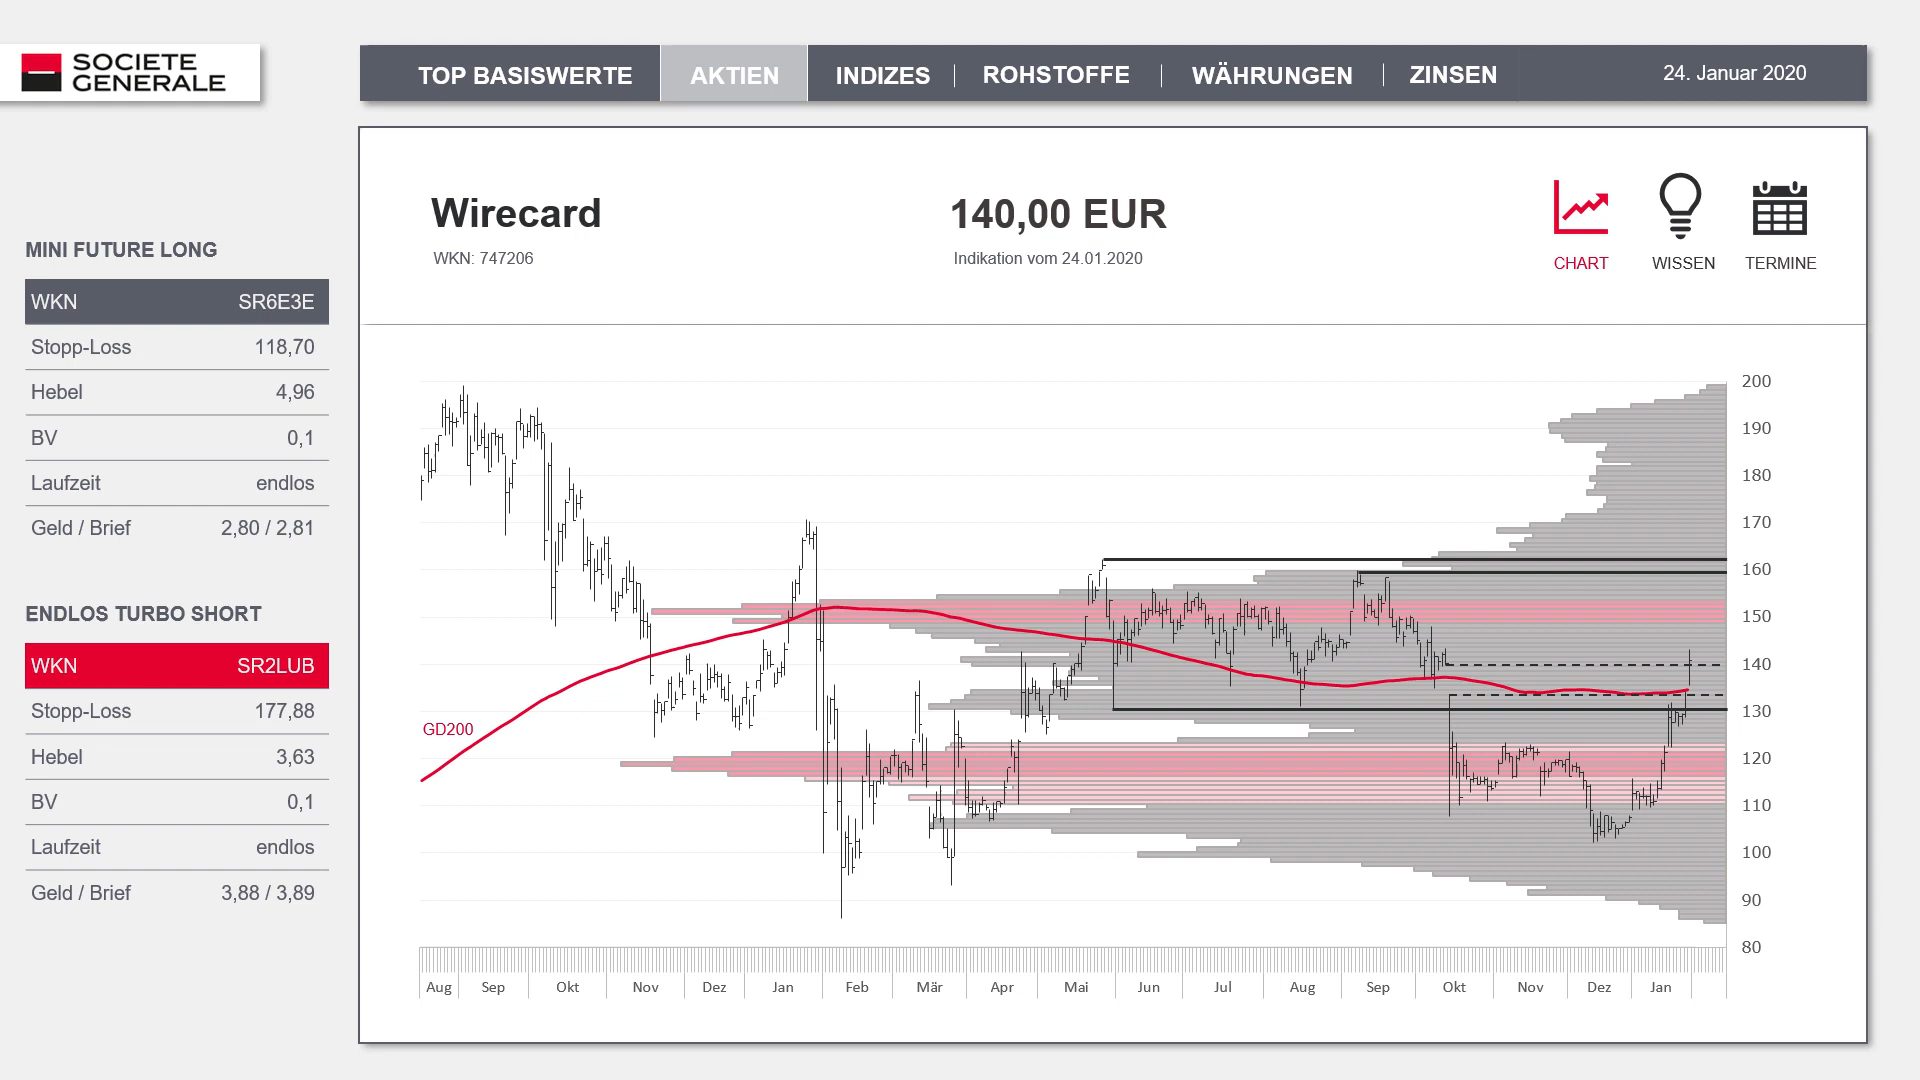 SOCIETE
GENERALE
TOP BASISWERTE
AKTIEN
INDIZES
ROHSTOFFE
WÄHRUNGEN
ZINSEN
24. Januar 2020
Wirecard
WKN: 747206
140,00 EUR
Indikation vom 24.01.2020
CHART
WISSEN
TERMINE
MINI FUTURE LONG
WKN SR6E3E
Stopp-Loss 118,70
Hebel 4,96
BV 0,1
Laufzeit endlos
Geld / Brief 2,80 / 2,81
ENDLOS TURBO SHORT
WKN SR2LUB
Stopp-Loss 177,88
Hebel 3,63
BV 0,1
Laufzeit endlos
Geld / Brief 3,88 / 3,89
GD200
200
190
180
170
160
150
140
130
120
110
100
90
80
Aug Sep Okt Nov Dez Jan Feb Mär Apr Mai Jun Jul Aug Sep Okt Nov Dez Jan